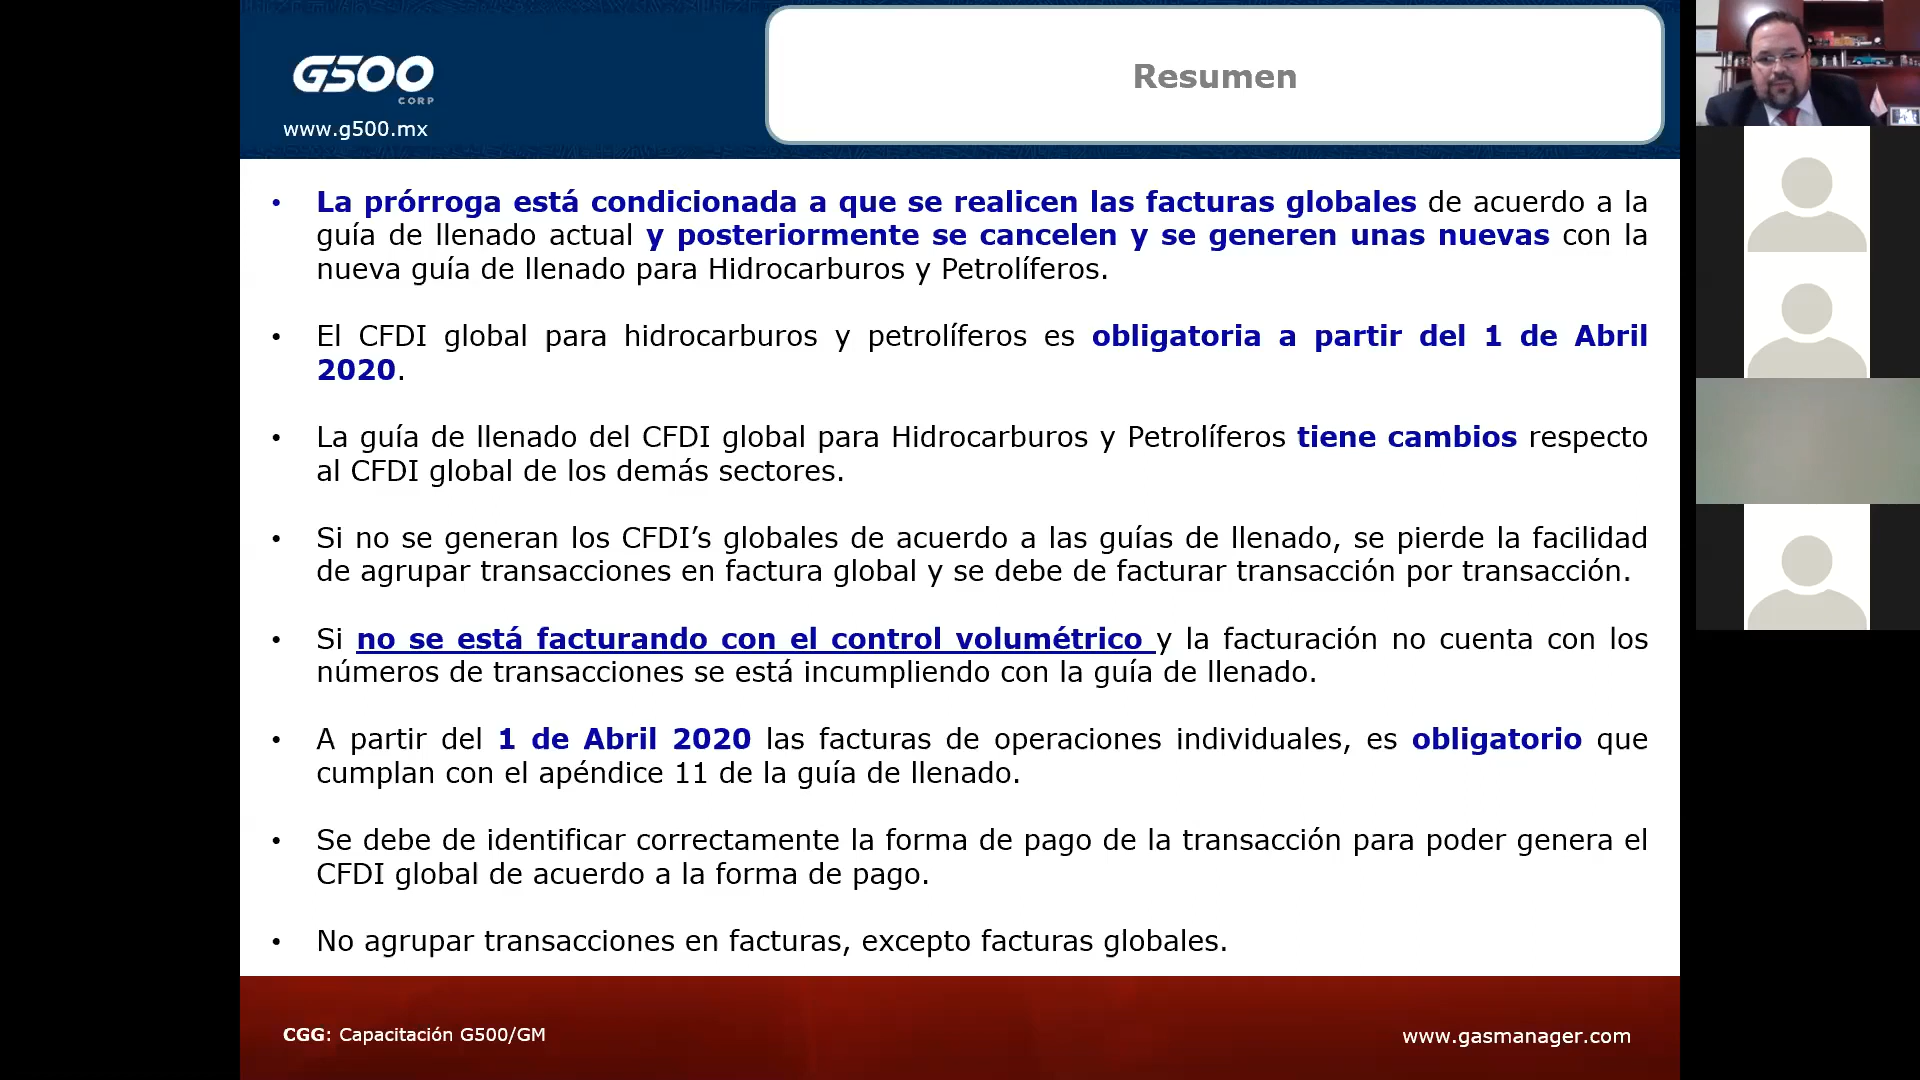 G500
CORP
www.g500.mx
Resumen
• La prórroga está condicionada a que se realicen las facturas globales de acuerdo a la
guía de llenado actual y posteriormente se cancelen y se generen unas nuevas con la
nueva guía de llenado para Hidrocarburos y Petrolíferos.
• El CFDI global para hidrocarburos y petrolíferos es obligatoria a partir del 1 de Abril
2020.
• La guía de llenado del CFDI global para Hidrocarburos y Petrolíferos tiene cambios respecto
al CFDI global de los demás sectores.
• Si no se generan los CFDI’s globales de acuerdo a las guías de llenado, se pierde la facilidad
de agrupar transacciones en factura global y se debe de facturar transacción por transacción.
• Si no se está facturando con el control volumétrico y la facturación no cuenta con los
números de transacciones se está incumpliendo con la guía de llenado.
• A partir del 1 de Abril 2020 las facturas de operaciones individuales, es obligatorio que
cumplan con el apéndice 11 de la guía de llenado.
• Se debe de identificar correctamente la forma de pago de la transacción para poder genera el
CFDI global de acuerdo a la forma de pago.
• No agrupar transacciones en facturas, excepto facturas globales.
CGG: Capacitación G500/GM
www.gasmanager.com